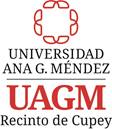 UNIVERSIDAD
ANA G. MÉNDEZ
UAGM
Recinto de Cupey